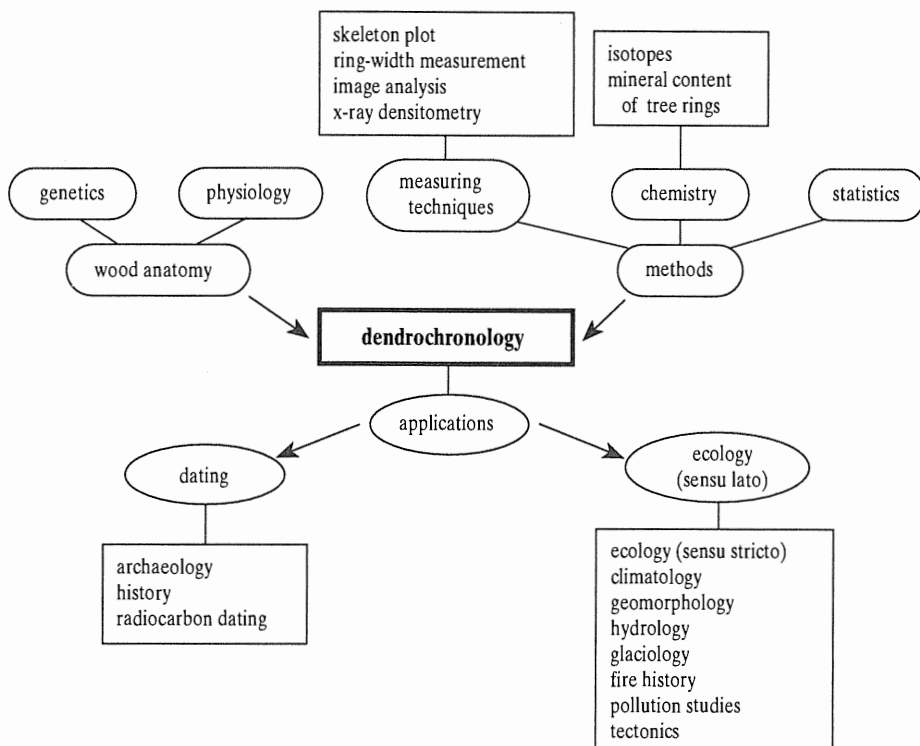 skeleton plot
ring-width measurement
image analysis
x-ray densitometry
isotopes
mineral content
of tree rings
genetics
physiology
measuring
techniques
chemistry
statistics
wood anatomy
methods
dendrochronology
applications
dating
ecology
(sensu lato)
archaeology
history
radiocarbon dating
ecology (sensu stricto)
climatology
geomorphology
hydrology
glaciology
fire history
pollution studies
tectonics